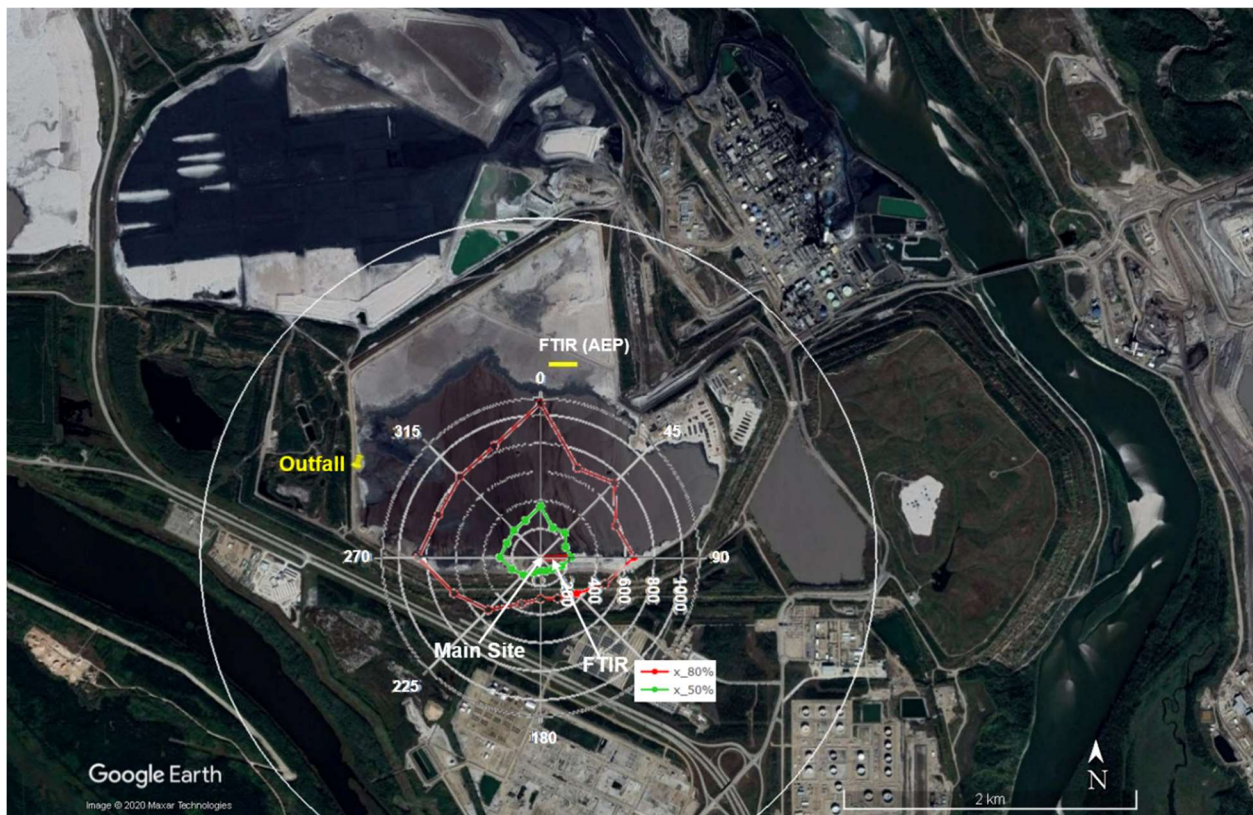 FTIR (AEP)
0
315
45
Outfall
270
90
200
400
600
800
1000
Main Site
FTIR
x_80%
x_50%
225
180
Google Earth
Image © 2020 Maxar Technologies
N
2 km